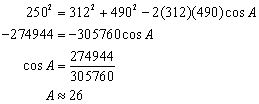 250² = 312² + 490² − 2(312)(490) cos A
−274944 = −305760 cos A
cos A = 274944/305760
A ≈ 26